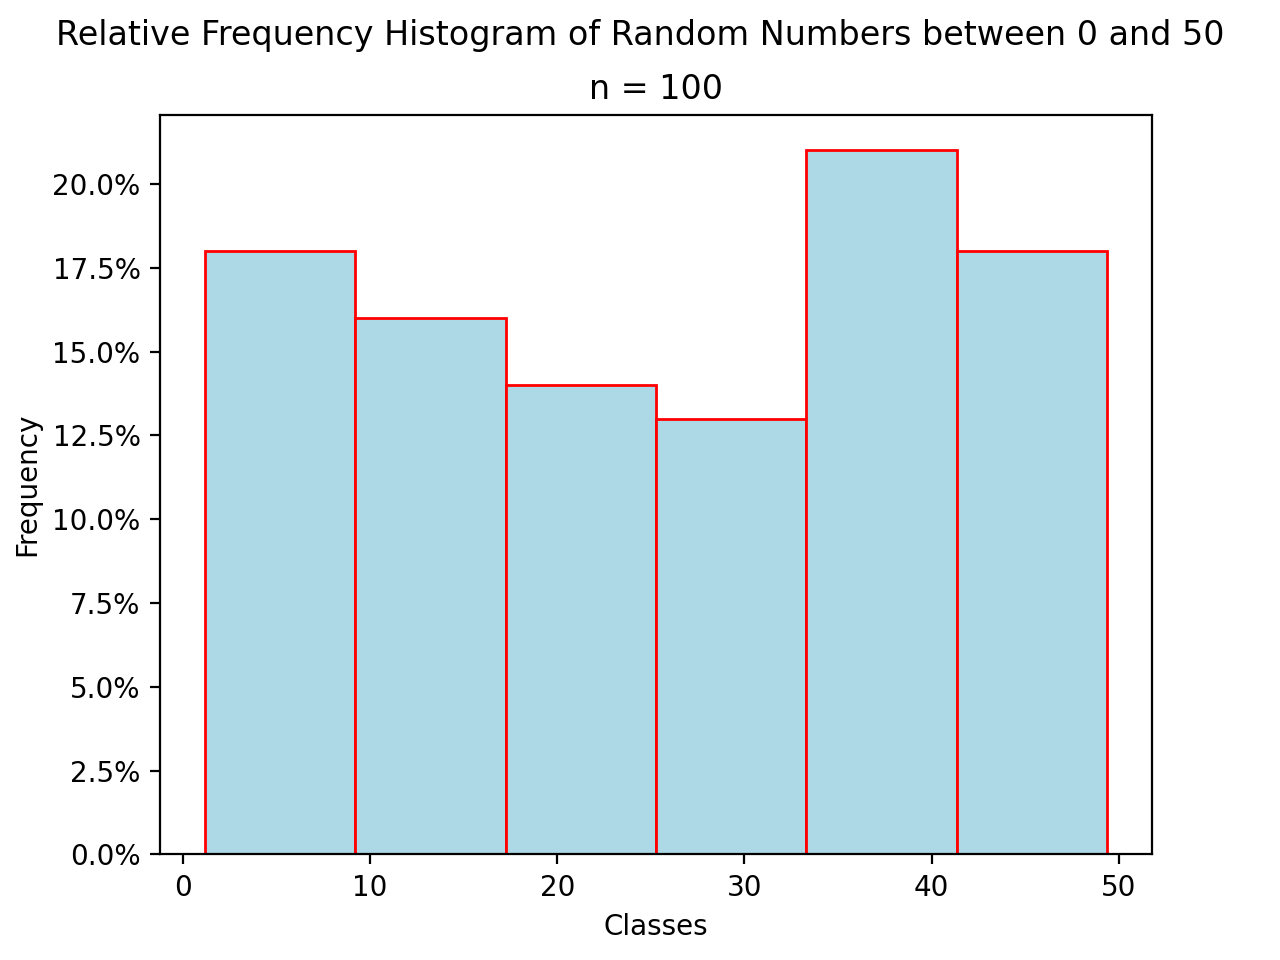 Relative Frequency Histogram of Random Numbers between 0 and 50
n = 100
20.0%
17.5%
15.0%
12.5%
10.0%
7.5%
5.0%
2.5%
0.0%
Frequency
0 10 20 30 40 50
Classes